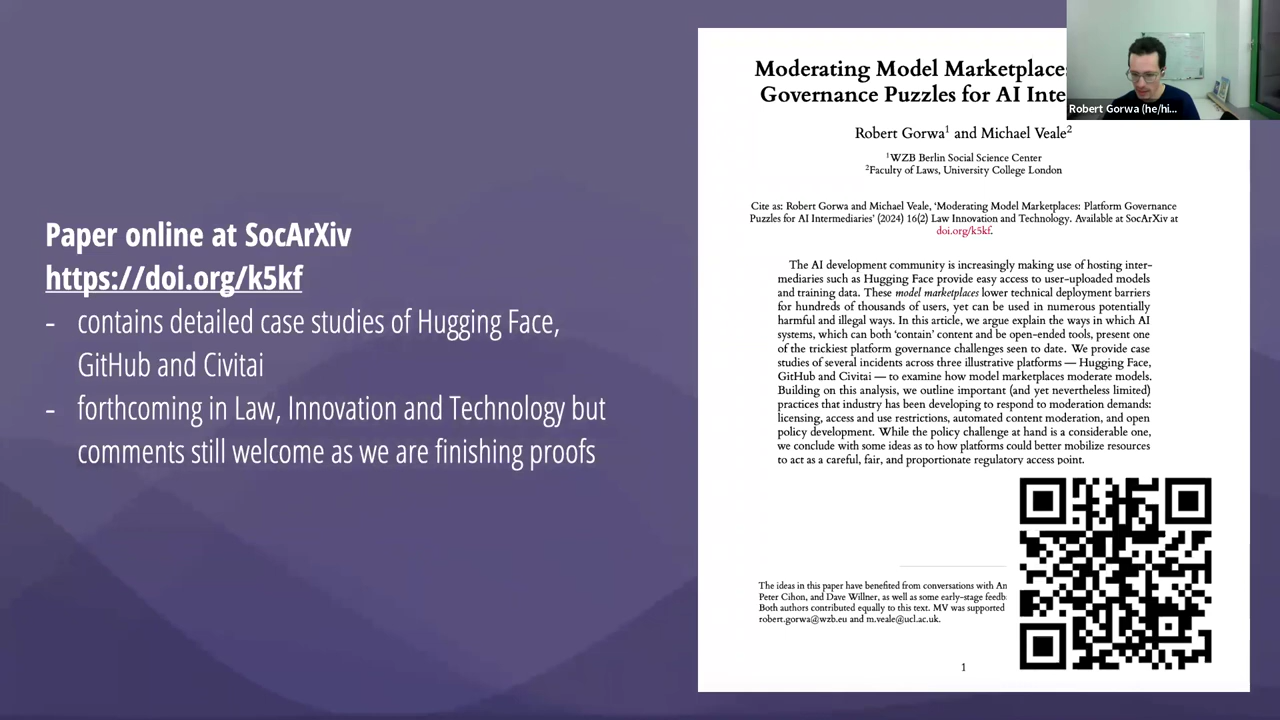 Paper online at SocArXiv
https://doi.org/k5kf
- contains detailed case studies of Hugging Face,
GitHub and Civitai
- forthcoming in Law, Innovation and Technology but
comments still welcome as we are finishing proofs
Moderating Model Marketplaces
Governance Puzzles for AI Inte
Robert Gorwa1 and Michael Veale2
1WZB Berlin Social Science Center
2Faculty of Laws, University College London
Cite as: Robert Gorwa and Michael Veale, ‘Moderating Model Marketplaces: Platform Governance
Puzzles for AI Intermediaries’ (2024) 16(2) Law Innovation and Technology. Available at SocArXiv at
doi.org/k5kf.
The AI development community is increasingly making use of hosting inter-
mediaries such as Hugging Face provide easy access to user-uploaded models
and training data. These model marketplaces lower technical deployment barriers
for hundreds of thousands of users, yet can be used in numerous potentially
harmful and illegal ways. In this article, we argue explain the ways in which AI
systems, which can both ‘contain’ content and be open-ended tools, present one
of the trickiest platform governance challenges seen to date. We provide case
studies of several incidents across three illustrative platforms — Hugging Face,
GitHub and Civitai — to examine how model marketplaces moderate models.
Building on this analysis, we outline important (and yet nevertheless limited)
practices that industry has been developing to respond to moderation demands:
licensing, access and use restrictions, automated content moderation, and open
policy development. While the policy challenge at hand is a considerable one,
we conclude with some ideas as to how platforms could better mobilize resources
to act as a careful, fair, and proportionate regulatory access point.
The ideas in this paper have benefited from conversations with An
Peter Cihon, and Dave Willner, as well as some early-stage feedb
Both authors contributed equally to this text. MV was supported
robert.gorwa@wzb.eu and m.veale@ucl.ac.uk.
1
Robert Gorwa (he/hi...